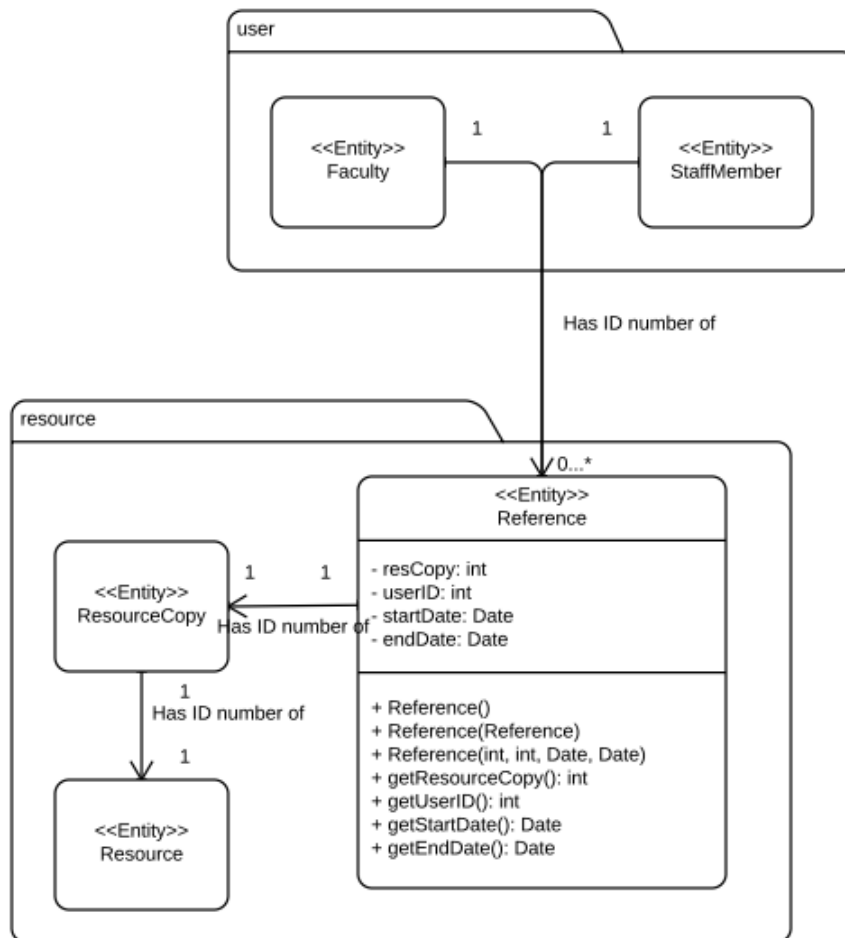 user
1
1
<<Entity>>
Faculty
<<Entity>>
StaffMember
Has ID number of
resource
0...*
<<Entity>>
Reference
- resCopy: int
- userID: int
- startDate: Date
- endDate: Date
+ Reference()
+ Reference(Reference)
+ Reference(int, int, Date, Date)
+ getResourceCopy(): int
+ getUserID(): int
+ getStartDate(): Date
+ getEndDate(): Date
<<Entity>>
ResourceCopy
1
1
Has ID number of
1
Has ID number of
1
<<Entity>>
Resource